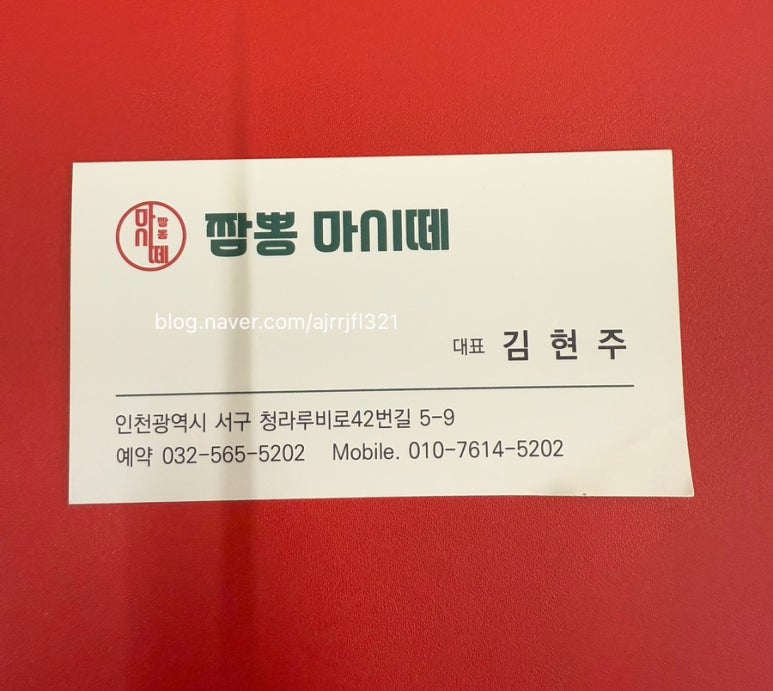 마시떼 짬뽕
짬뽕 마시떼
blog.naver.com/ajrrjfl321
대표 김현주
인천광역시 서구 청라루비로42번길 5-9
예약 032-565-5202 Mobile. 010-7614-5202